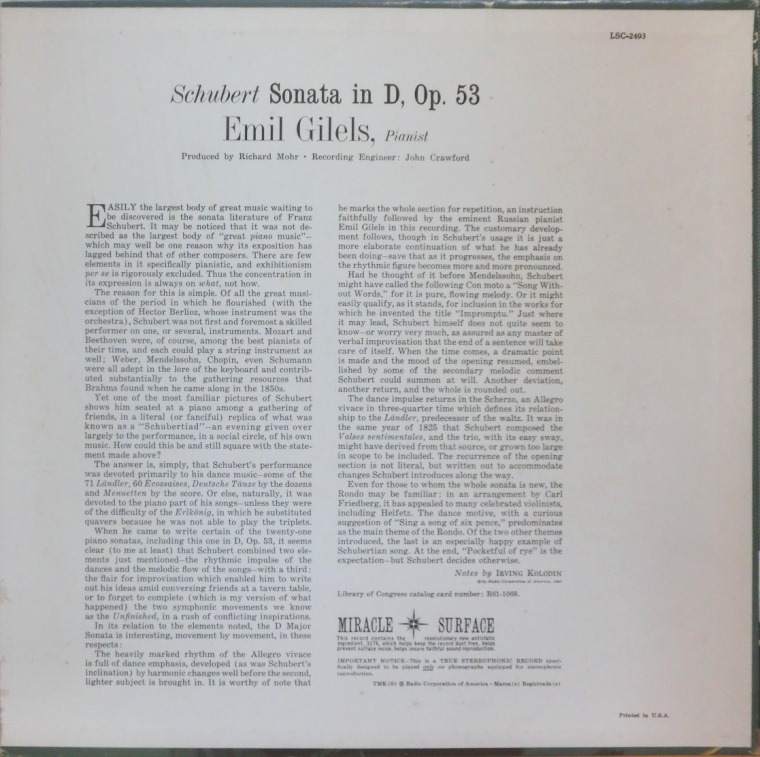 LSC-2493
Schubert Sonata in D, Op. 53
Emil Gilels, Pianist
Produced by Richard Mohr • Recording Engineer: John Crawford
EASILY the largest body of great music waiting to
be discovered is the sonata literature of Franz
Schubert. It may be noticed that it was not de-
scribed as the largest body of "great piano music"—
which may well be one reason why its exposition has
lagged behind that of other composers. There are few
elements in it specifically pianistic, and exhibitionism
per se is rigorously excluded. Thus the concentration in
its expression is always on what, not how.
The reason for this is simple. Of all the great musi-
cians of the period in which he flourished (with the
exception of Hector Berlioz, whose instrument was the
orchestra), Schubert was not first and foremost a skilled
performer on one, or several, instruments. Mozart and
Beethoven were, of course, among the best pianists of
their time, and each could play a string instrument as
well; Weber, Mendelssohn, Chopin, even Schumann
were all adept in the lore of the keyboard and contrib-
uted substantially to the gathering resources that
Brahms found when he came along in the 1850s.
Yet one of the most familiar pictures of Schubert
shows him seated at a piano among a gathering of
friends, in a literal (or fanciful) replica of what was
known as a "Schubertiad"—an evening given over
largely to the performance, in a social circle, of his own
music. How could this be and still square with the state-
ment made above?
The answer is, simply, that Schubert's performance
was devoted primarily to his dance music—some of the
71 Ländler, 60 Écossaises, Deutsche Tänze by the dozens
and Menuetten by the score. Or else, naturally, it was
devoted to the piano part of his songs—unless they were
of the difficulty of the Erlkönig, in which he substituted
quavers because he was not able to play the triplets.
When he came to write certain of the twenty-one
piano sonatas, including this one in D, Op. 53, it seems
clear (to me at least) that Schubert combined two ele-
ments just mentioned—the rhythmic impulse of the
dances and the melodic flow of the songs—with a third:
the flair for improvisation which enabled him to write
out his ideas amid conversing friends at a tavern table,
or to forget to complete (which is my version of what
happened) the two symphonic movements we know
as the Unfinished, in a rush of conflicting inspirations.
In its relation to the elements noted, the D Major
Sonata is interesting, movement by movement, in these
respects:
The heavily marked rhythm of the Allegro vivace
is full of dance emphasis, developed (as was Schubert's
inclination) by harmonic changes well before the second,
lighter subject is brought in. It is worthy of note that
he marks the whole section for repetition, an instruction
faithfully followed by the eminent Russian pianist
Emil Gilels in this recording. The customary develop-
ment follows, though in Schubert's usage it is just a
more elaborate continuation of what he has already
been doing—save that as it progresses, the emphasis on
the rhythmic figure becomes more and more pronounced.
Had he thought of it before Mendelssohn, Schubert
might have called the following Con moto a "Song With-
out Words," for it is pure, flowing melody. Or it might
easily qualify, as it stands, for inclusion in the works for
which he invented the title "Impromptu." Just where
it may lead, Schubert himself does not quite seem to
know—or worry very much, as assured as any master of
verbal improvisation that the end of a sentence will take
care of itself. When the time comes, a dramatic point
is made and the mood of the opening resumed, embel-
lished by some of the secondary melodic comment
Schubert could summon at will. Another deviation,
another return, and the whole is rounded out.
The dance impulse returns in the Scherzo, an Allegro
vivace in three-quarter time which defines its relation-
ship to the Ländler, predecessor of the waltz. It was in
the same year of 1825 that Schubert composed the
Valses sentimentales, and the trio, with its easy sway,
might have derived from that source, or grown too large
in scope to be included. The recurrence of the opening
section is not literal, but written out to accommodate
changes Schubert introduces along the way.
Even for those to whom the whole sonata is new, the
Rondo may be familiar: in an arrangement by Carl
Friedberg, it has appealed to many celebrated violinists,
including Heifetz. The dance motive, with a curious
suggestion of "Sing a song of six pence," predominates
as the main theme of the Rondo. Of the two other themes
introduced, the last is an especially happy example of
Schubertian song. At the end, "Pocketful of rye" is the
expectation—but Schubert decides otherwise.
Notes by IRVING KOLODIN
© by Radio Corporation of America,
Library of Congress catalog card number: R61-1068.
MIRACLE SURFACE
This record contains the revolutionary new antistatic
ingredient, 317X, which helps keep the record dust free, helps
prevent surface noise, helps insure faithful sound reproduction.
IMPORTANT NOTICE—This is a TRUE STEREOPHONIC RECORD speci-
fically designed to be played only on phonographs equipped for stereophonic
reproduction.
TMK(S) ® Radio Corporation of America • Marca(s) Registrada(s)
Printed in U.S.A.